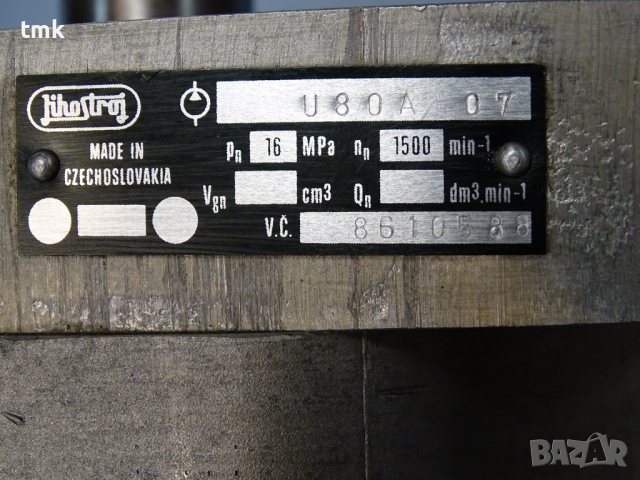 tmk
Jihostroj U80A 07
MADE IN
CZECHOSLOVAKIA
pn 16 MPa nn 1500 min-1
Vgn cm3 Qn dm3.min-1
V.Č. 8610588
BAZAR